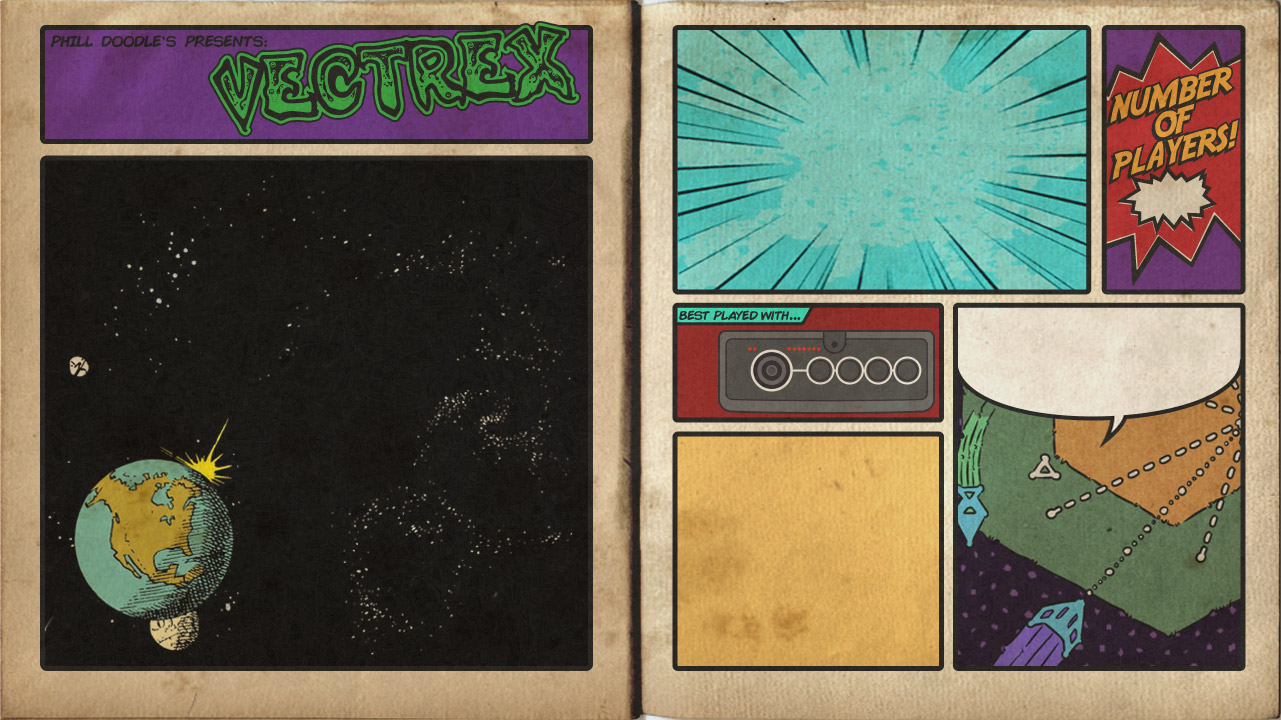 PHILL DOODLE'S PRESENTS:
VECTREX
NUMBER
OF
PLAYERS!
BEST PLAYED WITH...